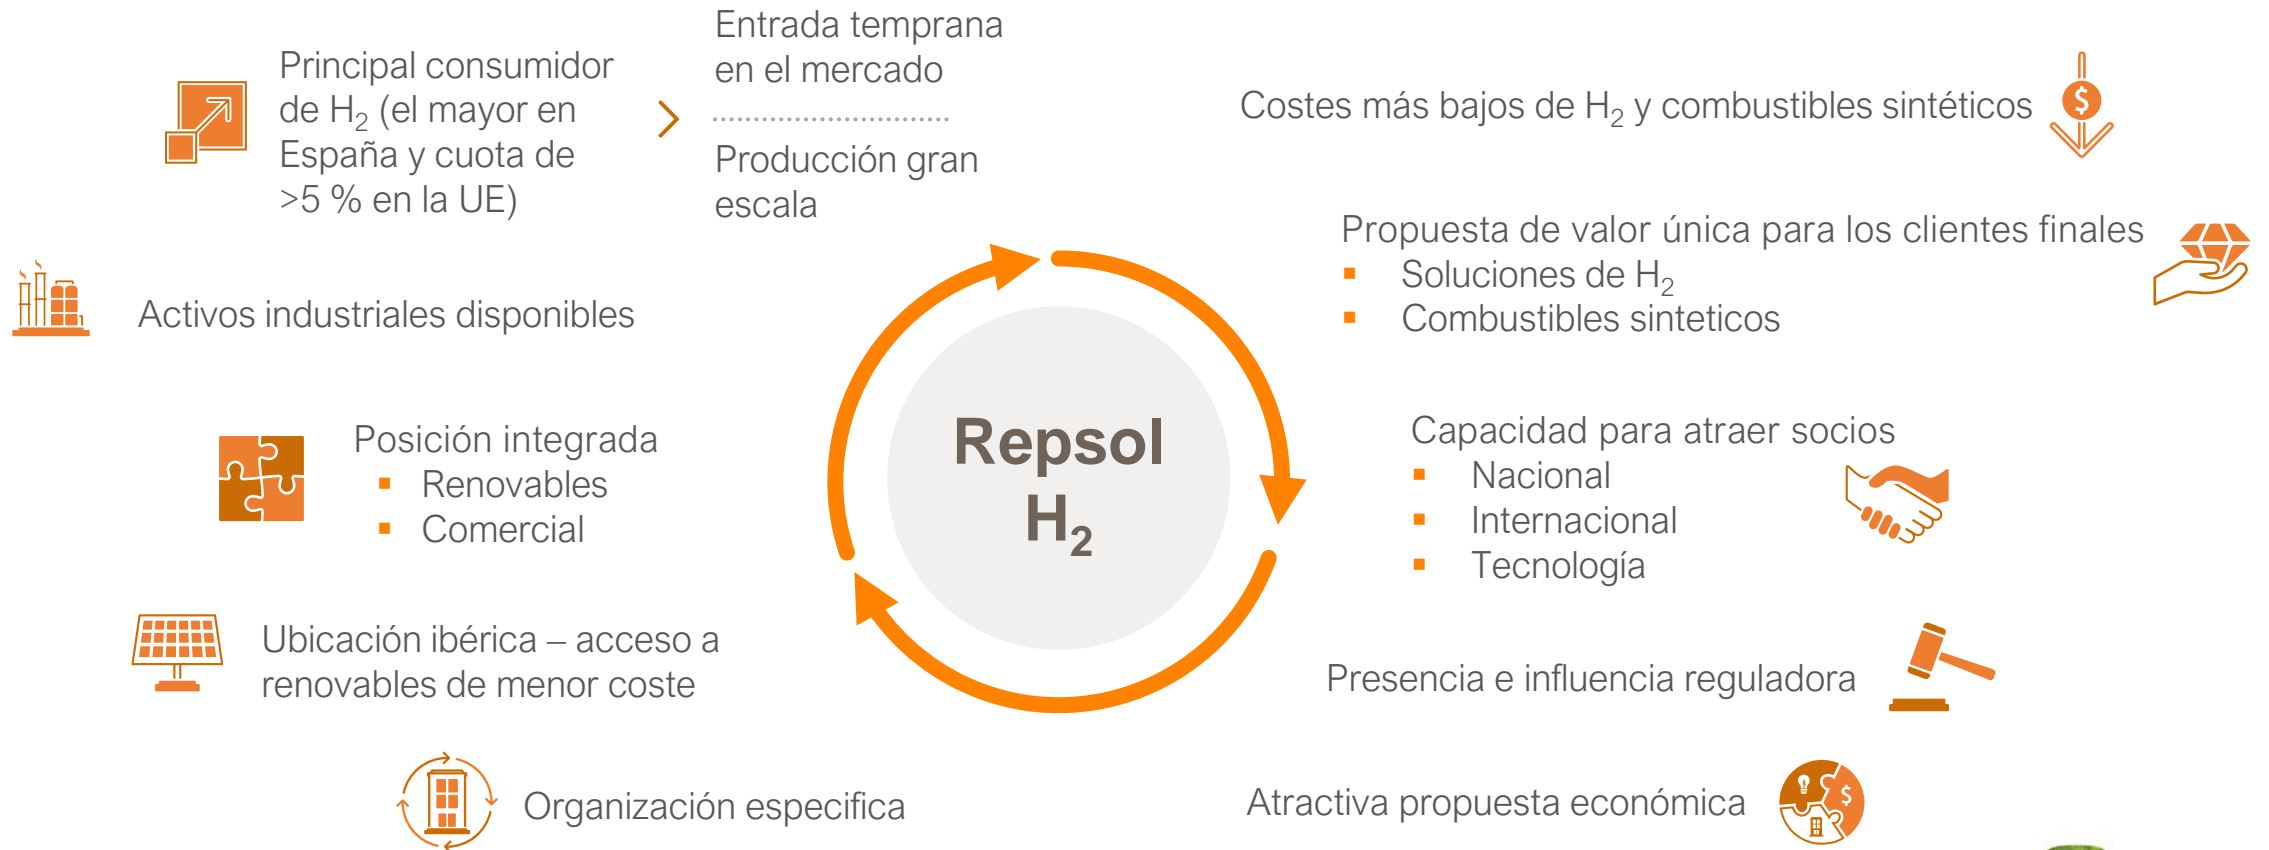 Principal consumidor
de H₂ (el mayor en
España y cuota de
>5 % en la UE)
Entrada temprana
en el mercado
Producción gran
escala
Activos industriales disponibles
Posición integrada
▪ Renovables
▪ Comercial
Ubicación ibérica – acceso a
renovables de menor coste
Organización especifica
Repsol
H₂
Costes más bajos de H₂ y combustibles sintéticos
$
Propuesta de valor única para los clientes finales
▪ Soluciones de H₂
▪ Combustibles sinteticos
Capacidad para atraer socios
▪ Nacional
▪ Internacional
▪ Tecnología
Presencia e influencia reguladora
Atractiva propuesta económica
$